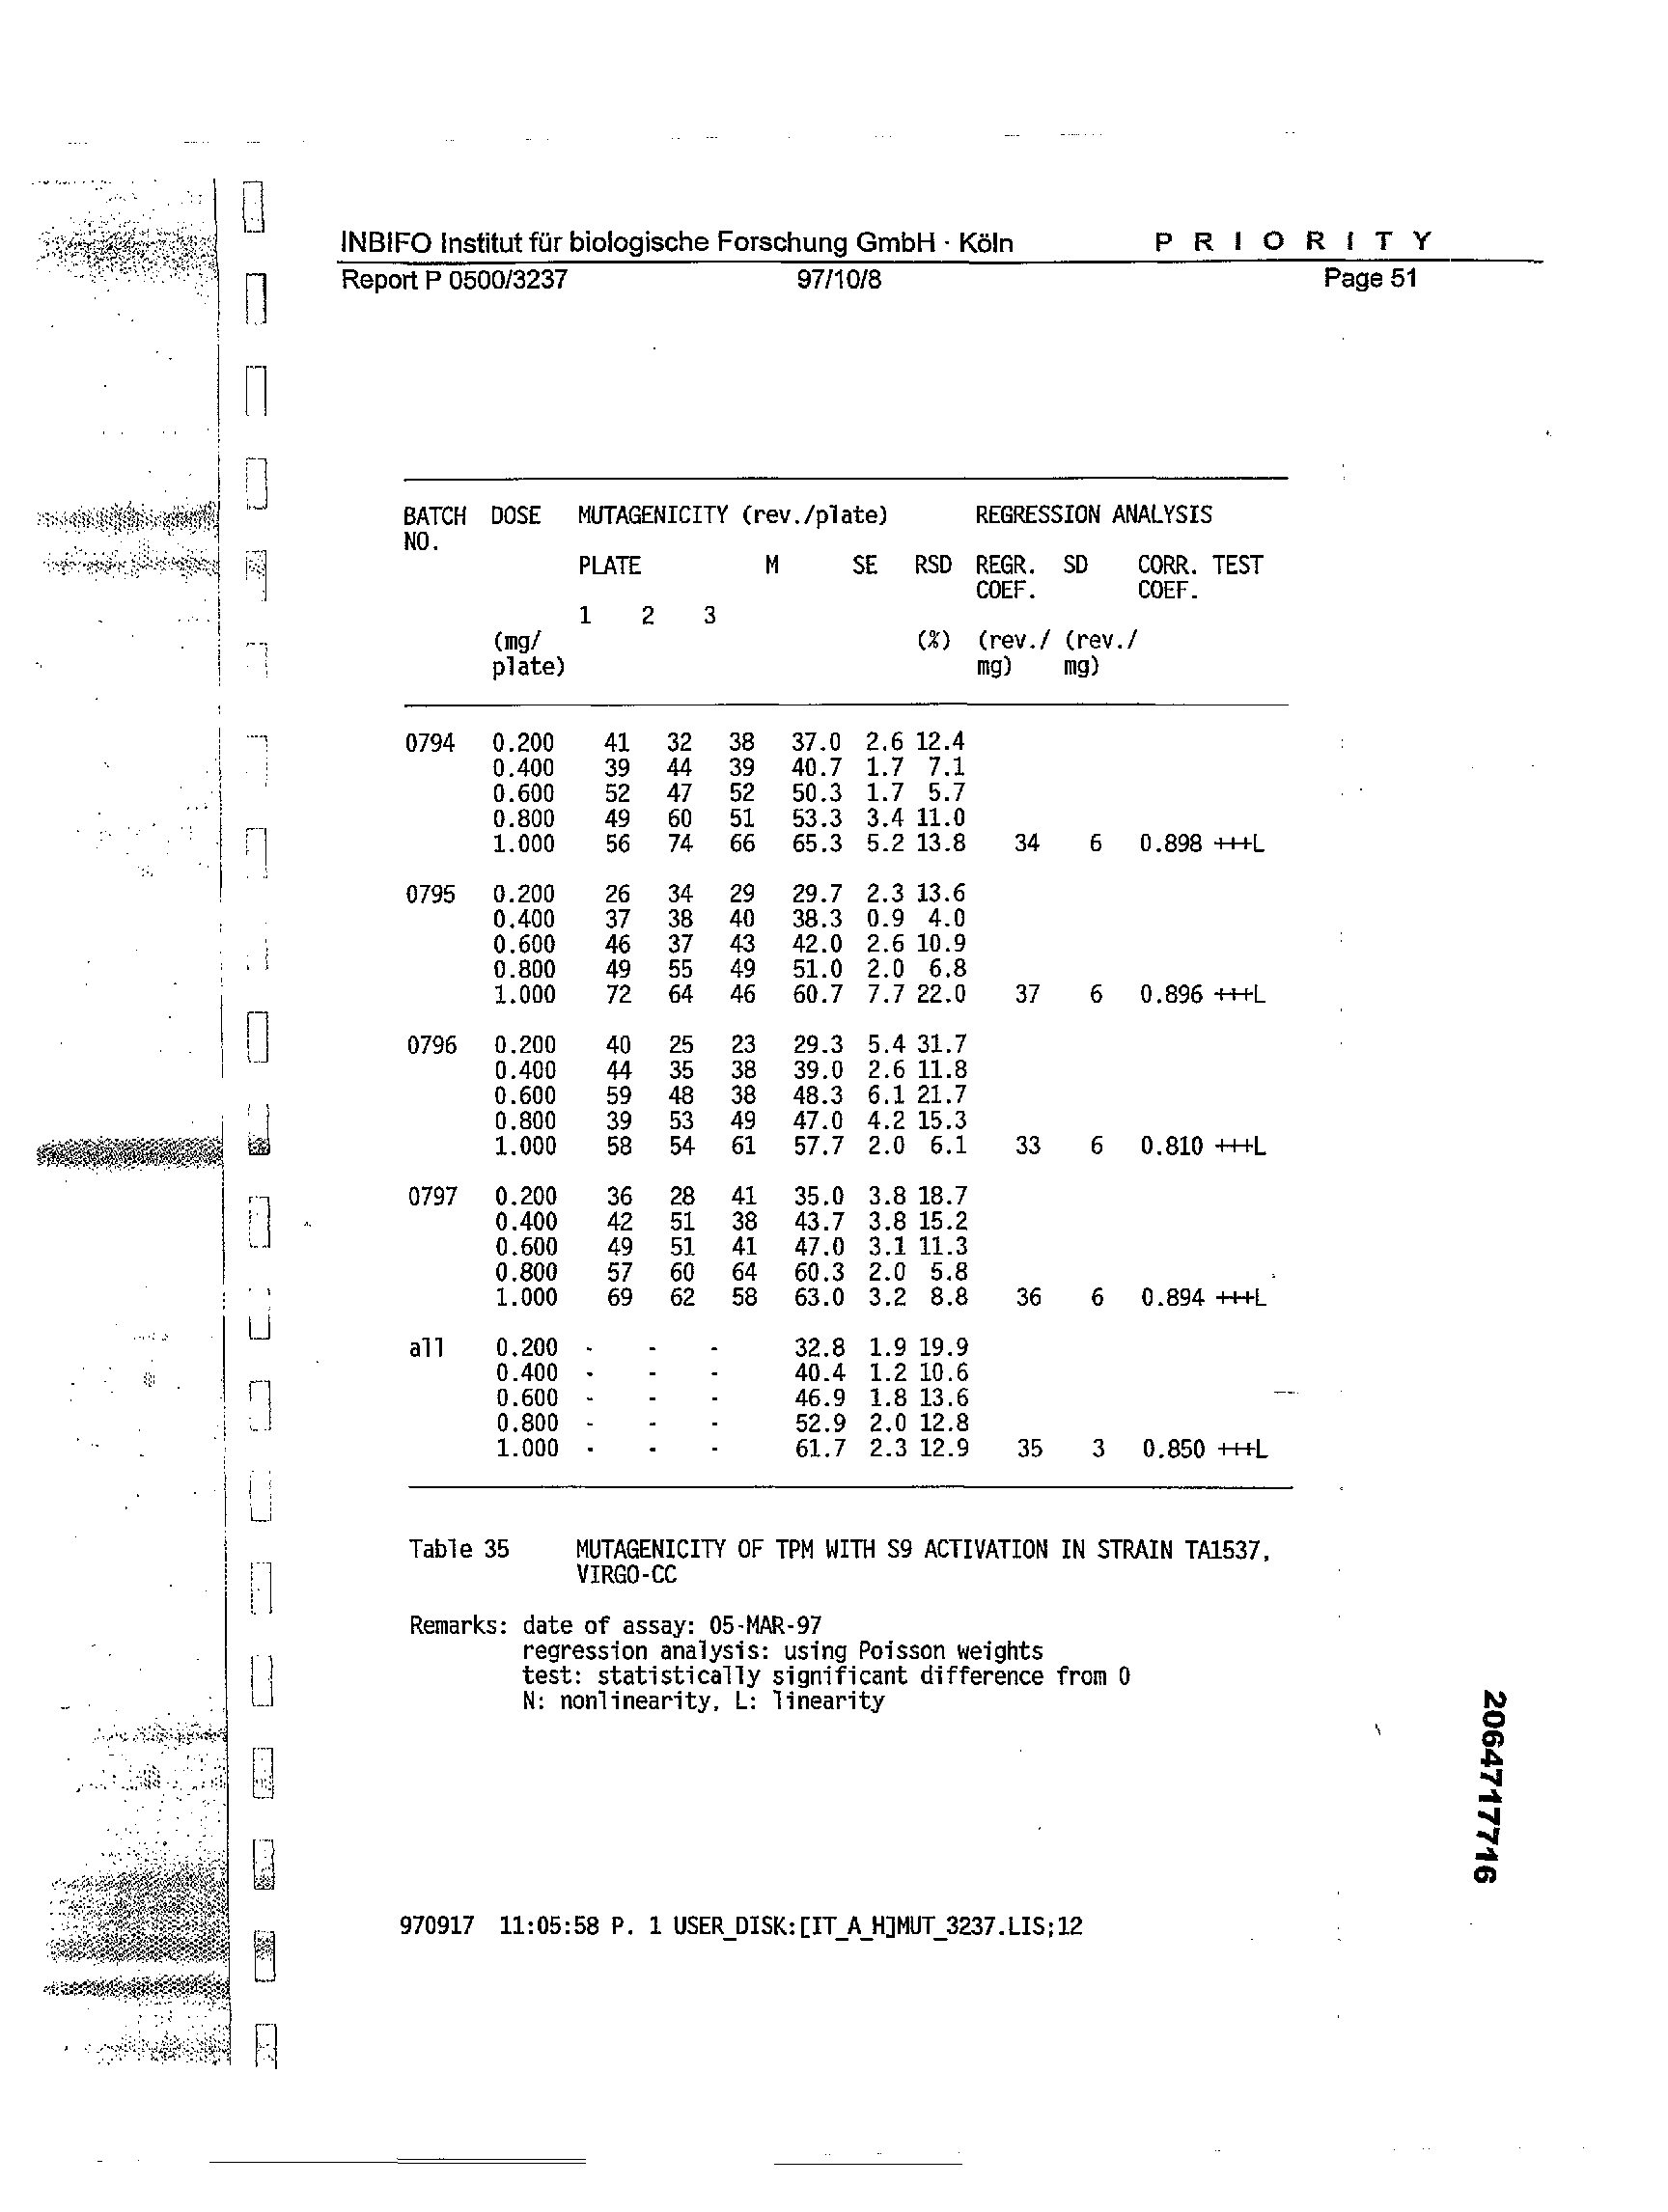 INBIFO Institut für biologische Forschung GmbH · Köln P R I O R I T Y
Report P 0500/3237 97/10/8 Page 51
BATCH DOSE MUTAGENICITY (rev./plate) REGRESSION ANALYSIS
NO.
PLATE M SE RSD REGR. SD CORR. TEST
COEF. COEF.
1 2 3
(mg/ (%) (rev./ (rev./
plate) mg) mg)
0794 0.200 41 32 38 37.0 2.6 12.4
0.400 39 44 39 40.7 1.7 7.1
0.600 52 47 52 50.3 1.7 5.7
0.800 49 60 51 53.3 3.4 11.0
1.000 56 74 66 65.3 5.2 13.8 34 6 0.898 +++L
0795 0.200 26 34 29 29.7 2.3 13.6
0.400 37 38 40 38.3 0.9 4.0
0.600 46 37 43 42.0 2.6 10.9
0.800 49 55 49 51.0 2.0 6.8
1.000 72 64 46 60.7 7.7 22.0 37 6 0.896 +++L
0796 0.200 40 25 23 29.3 5.4 31.7
0.400 44 35 38 39.0 2.6 11.8
0.600 59 48 38 48.3 6.1 21.7
0.800 39 53 49 47.0 4.2 15.3
1.000 58 54 61 57.7 2.0 6.1 33 6 0.810 +++L
0797 0.200 36 28 41 35.0 3.8 18.7
0.400 42 51 38 43.7 3.8 15.2
0.600 49 51 41 47.0 3.1 11.3
0.800 57 60 64 60.3 2.0 5.8
1.000 69 62 58 63.0 3.2 8.8 36 6 0.894 +++L
all 0.200 - - - 32.8 1.9 19.9
0.400 - - - 40.4 1.2 10.6
0.600 - - - 46.9 1.8 13.6
0.800 - - - 52.9 2.0 12.8
1.000 - - - 61.7 2.3 12.9 35 3 0.850 +++L
Table 35 MUTAGENICITY OF TPM WITH S9 ACTIVATION IN STRAIN TA1537,
VIRGO-CC
Remarks: date of assay: 05-MAR-97
regression analysis: using Poisson weights
test: statistically significant difference from 0
N: nonlinearity, L: linearity
2064717716
970917 11:05:58 P. 1 USER_DISK:[IT_A_H]MUT_3237.LIS;12